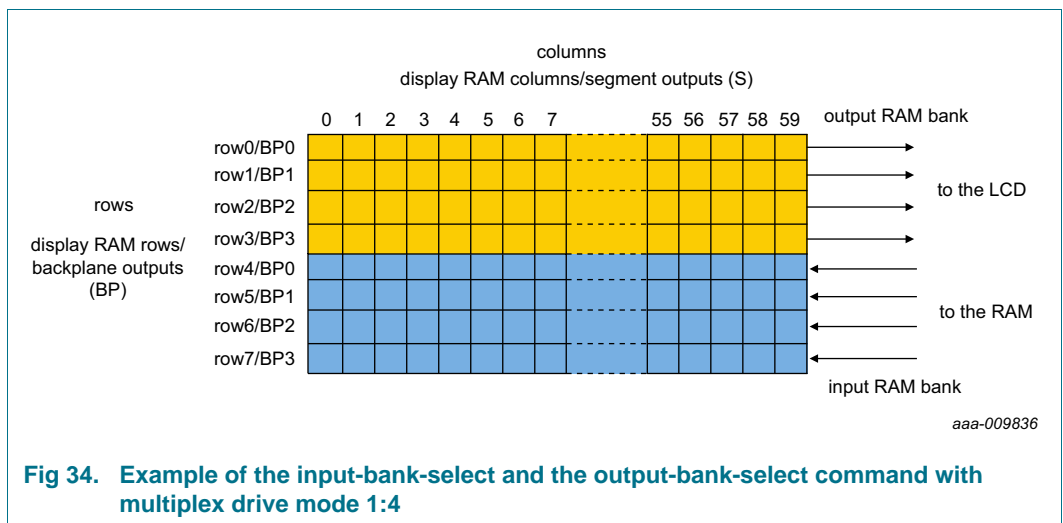 columns
display RAM columns/segment outputs (S)
0 1 2 3 4 5 6 7 55 56 57 58 59 output RAM bank
row0/BP0
row1/BP1
to the LCD
rows
row2/BP2
display RAM rows/
backplane outputs
(BP)
row3/BP3
row4/BP0
row5/BP1
to the RAM
row6/BP2
row7/BP3
input RAM bank
aaa-009836
Fig 34. Example of the input-bank-select and the output-bank-select command with
multiplex drive mode 1:4